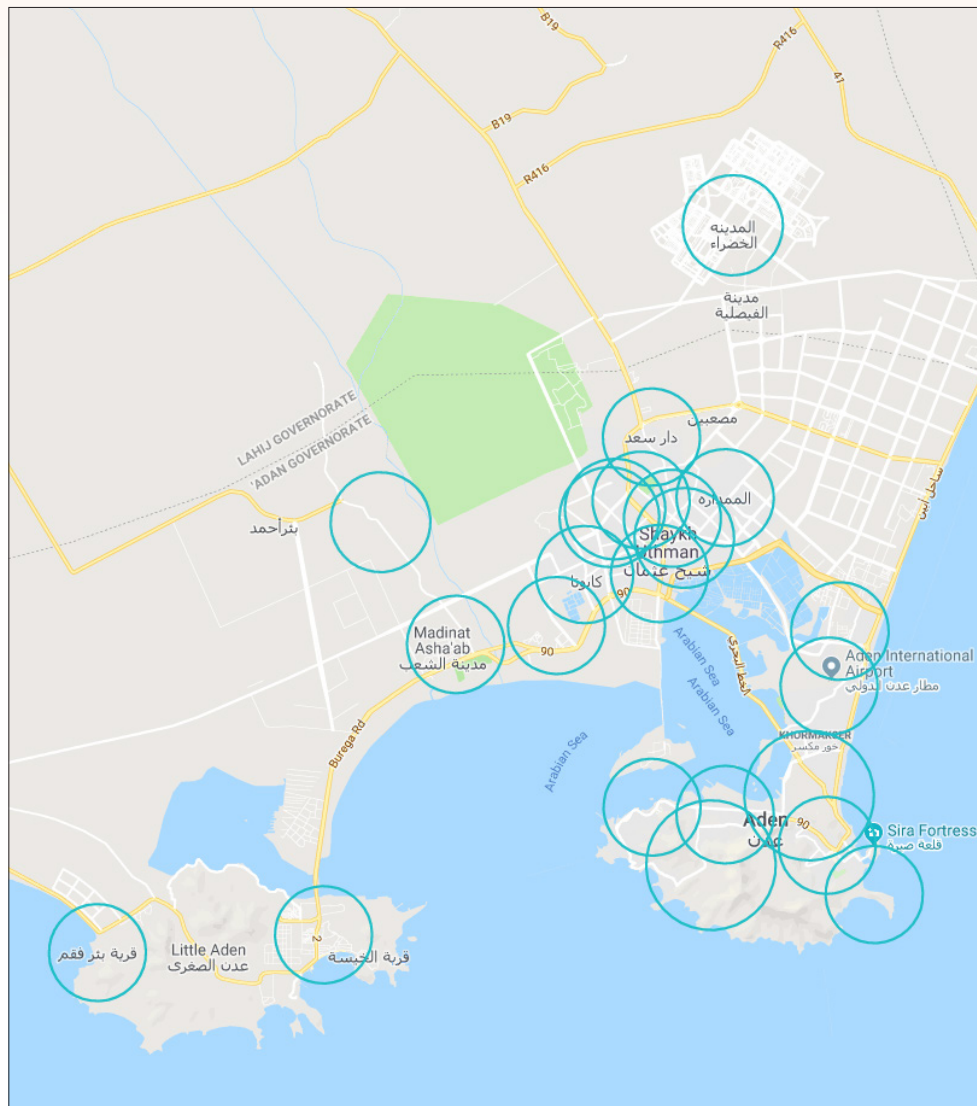 B19
R416
41
B19
R416
المدينه
الخضراء
مدينة
الفيصلية
LAHIJ GOVERNORATE
'ADAN GOVERNORATE
مصعبين
دار سعد
ساحل أبين
بئرأحمد
الممداره
Shaykh
Uthman
شيخ عثمان
كابوتا
90
Madinat
Asha'ab
مدينة الشعب
90
Arabian Sea
Arabian Sea
الخط البحري
Aden International
Airport
مطار عدن الدولي
KHORMAKSER
خور مكسر
Burega Rd
Arabian Sea
Aden
عدن
90
Sira Fortress
قلعة صيرة
قرية بئر فقم
Little Aden
عدن الصغرى
2
قرية الخيسة